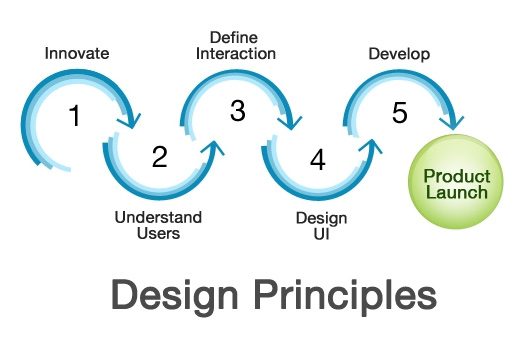 Innovate
1
2
Understand
Users
Define
Interaction
3
4
Design
UI
Develop
5
Product
Launch
Design Principles